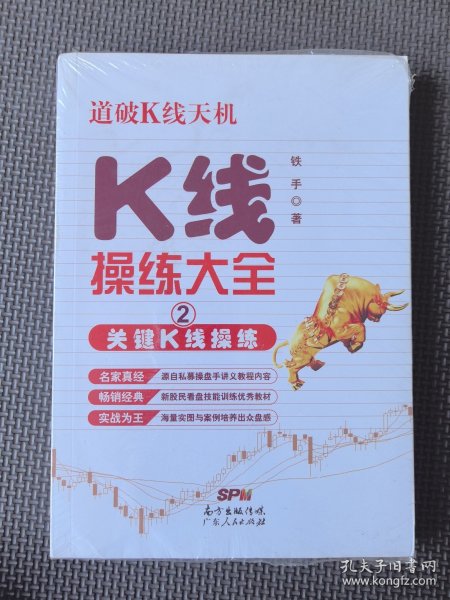 道破K线天机
铁手◎著
K线
操练大全
②
关键K线操练
名家真经 源自私募操盘手讲义教程内容
畅销经典 新股民看盘技能训练优秀教材
实战为王 海量实图与案例培养出众盘感
SPM
南方出版传媒
广东人民出版社
孔夫子旧书网
www.kongfz.com